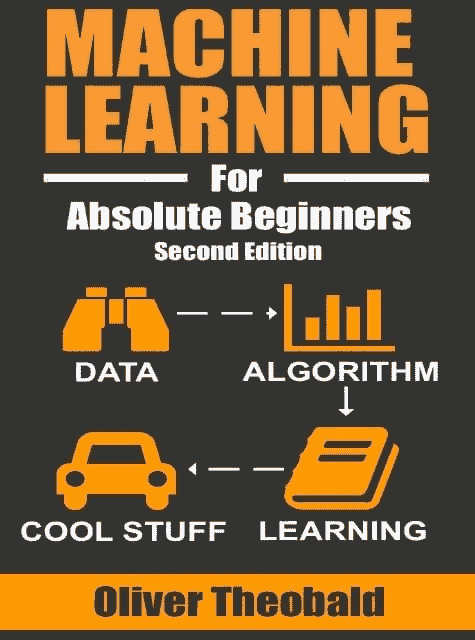 MACHINE
LEARNING
For
Absolute Beginners
Second Edition
DATA
ALGORITHM
COOL STUFF
LEARNING
Oliver Theobald